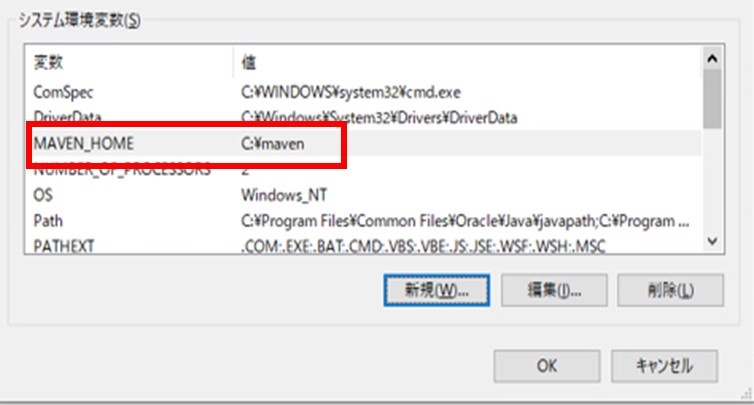 システム環境変数(S)
変数 値
ComSpec C:¥WINDOWS¥system32¥cmd.exe
DriverData C:¥Windows¥System32¥Drivers¥DriverData
MAVEN_HOME C:¥maven
NUMBER_OF_PROCESSORS 2
OS Windows_NT
Path C:¥Program Files¥Common Files¥Oracle¥Java¥javapath;C:¥Program ...
PATHEXT .COM;.EXE;.BAT;.CMD;.VBS;.VBE;.JS;.JSE;.WSF;.WSH;.MSC
新規(W)... 編集(I)... 削除(L)
OK キャンセル